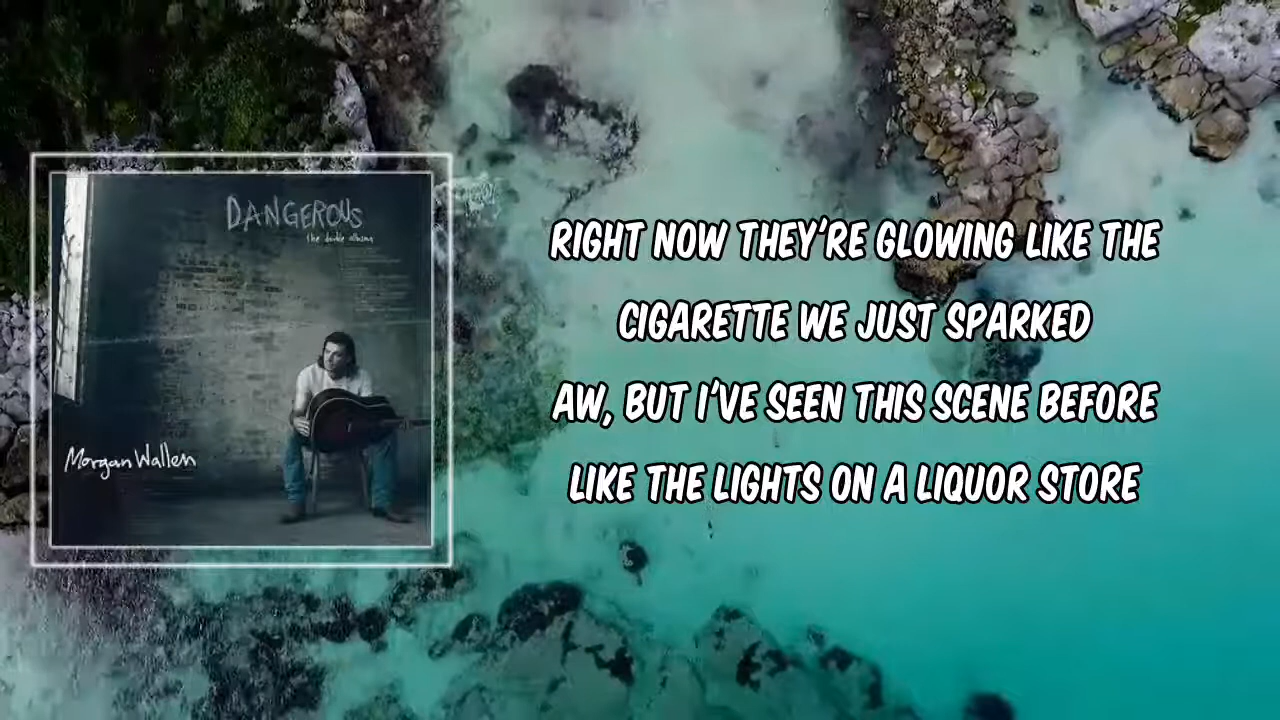 DANGEROUS
the double album
Morgan Wallen
RIGHT NOW THEY'RE GLOWING LIKE THE
CIGARETTE WE JUST SPARKED
AW, BUT I'VE SEEN THIS SCENE BEFORE
LIKE THE LIGHTS ON A LIQUOR STORE